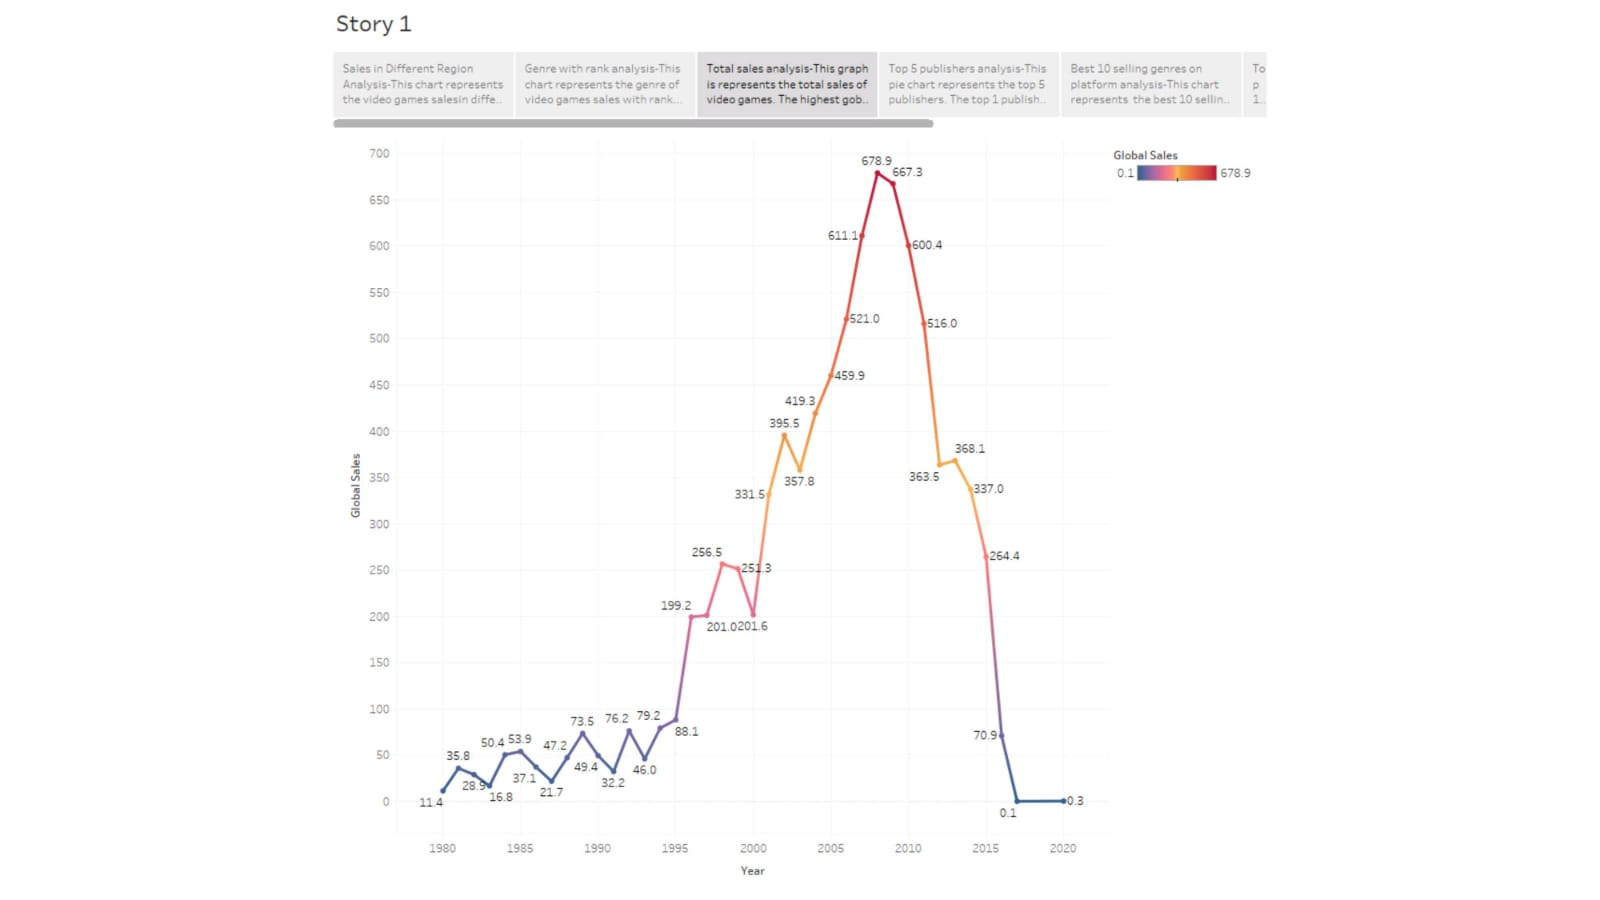 Story 1
Sales in Different Region
Analysis-This chart represents
the video games salesin diffe..
Genre with rank analysis-This
chart represents the genre of
video games sales with rank...
Total sales analysis-This graph
is represents the total sales of
video games. The highest gob..
Top 5 publishers analysis-This
pie chart represents the top 5
publishers. The top 1 publish..
Best 10 selling genres on
platform analysis-This chart
represents the best 10 sellin..
To
p
1..
Global Sales
0.1 678.9
700
650
600
550
500
450
400
350
300
250
200
150
100
50
0
Global Sales
11.4
35.8
28.9
16.8
50.4
53.9
37.1
21.7
47.2
73.5
49.4
32.2
76.2
46.0
79.2
88.1
199.2
201.0
256.5
251.3
201.6
331.5
395.5
357.8
419.3
459.9
521.0
611.1
678.9
667.3
600.4
516.0
363.5
368.1
337.0
264.4
70.9
0.1
0.3
1980 1985 1990 1995 2000 2005 2010 2015 2020
Year